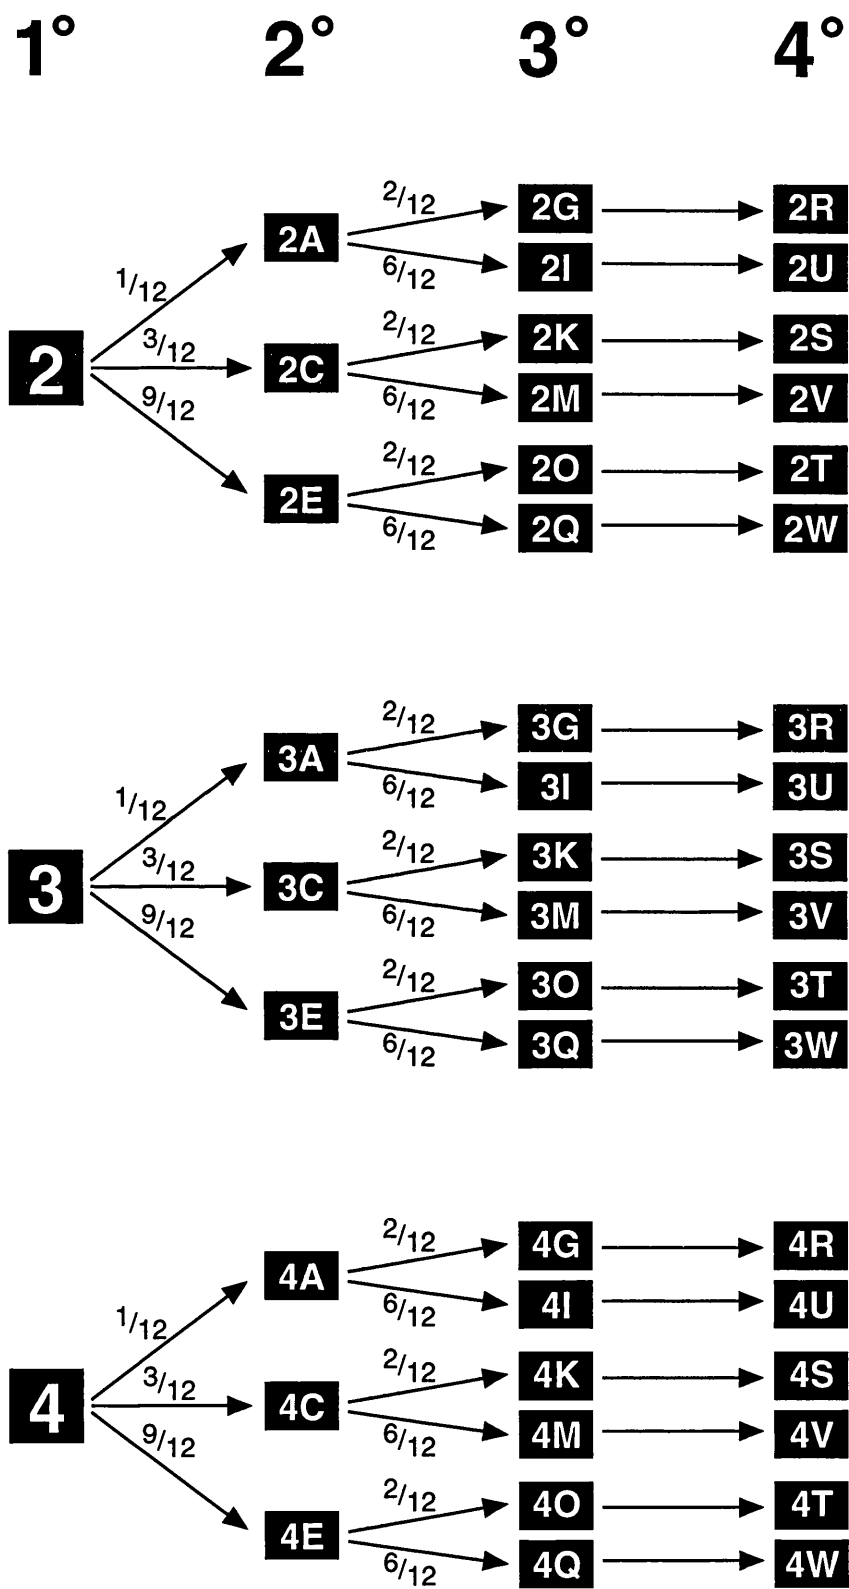 1° 2° 3° 4°
2/12 2G 2R
2A
6/12 2I 2U
1/12
2/12 2K 2S
3/12
2 2C
6/12 2M 2V
9/12
2/12 2O 2T
2E
6/12 2Q 2W
2/12 3G 3R
3A
6/12 3I 3U
1/12
2/12 3K 3S
3/12
3 3C
6/12 3M 3V
9/12
2/12 3O 3T
3E
6/12 3Q 3W
2/12 4G 4R
4A
6/12 4I 4U
1/12
2/12 4K 4S
3/12
4 4C
6/12 4M 4V
9/12
2/12 4O 4T
4E
6/12 4Q 4W